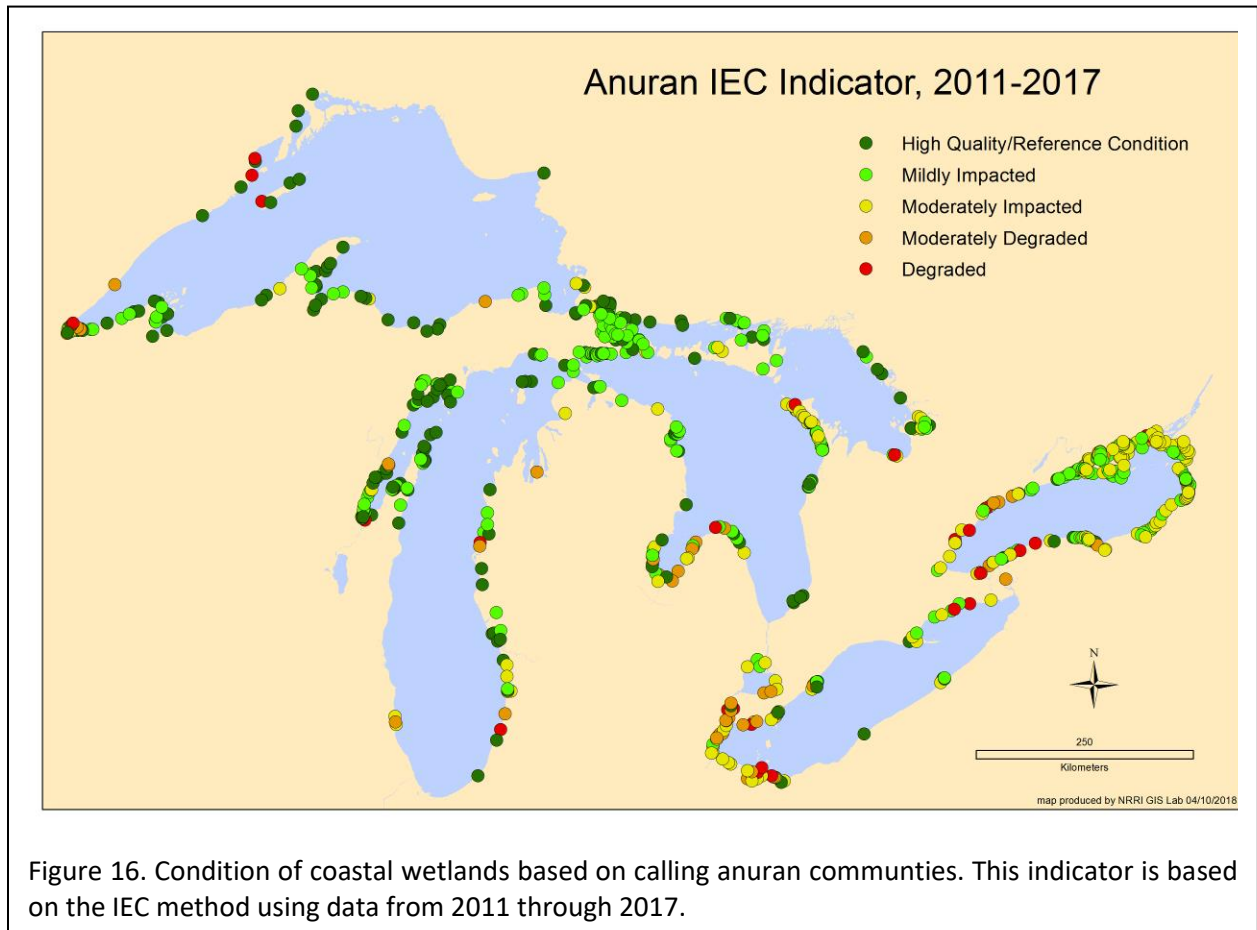 Anuran IEC Indicator, 2011-2017
High Quality/Reference Condition
Mildly Impacted
Moderately Impacted
Moderately Degraded
Degraded
N
250
Kilometers
map produced by NRRI GIS Lab 04/10/2018
Figure 16. Condition of coastal wetlands based on calling anuran communties. This indicator is based
on the IEC method using data from 2011 through 2017.